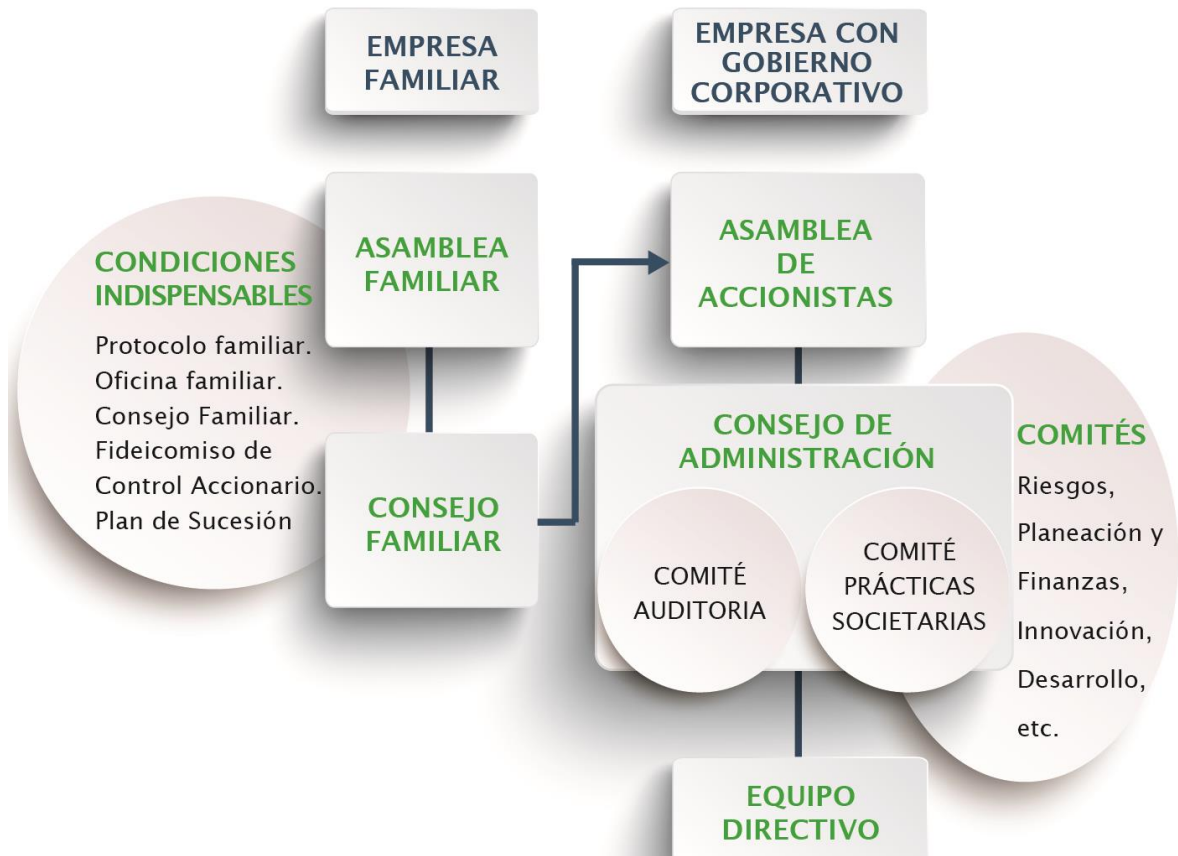 EMPRESA
FAMILIAR
EMPRESA CON
GOBIERNO
CORPORATIVO
CONDICIONES
INDISPENSABLES
Protocolo familiar.
Oficina familiar.
Consejo Familiar.
Fideicomiso de
Control Accionario.
Plan de Sucesión
ASAMBLEA
FAMILIAR
CONSEJO
FAMILIAR
ASAMBLEA
DE
ACCIONISTAS
CONSEJO DE
ADMINISTRACIÓN
COMITÉ
AUDITORIA
COMITÉ
PRÁCTICAS
SOCIETARIAS
COMITÉS
Riesgos,
Planeación y
Finanzas,
Innovación,
Desarrollo,
etc.
EQUIPO
DIRECTIVO